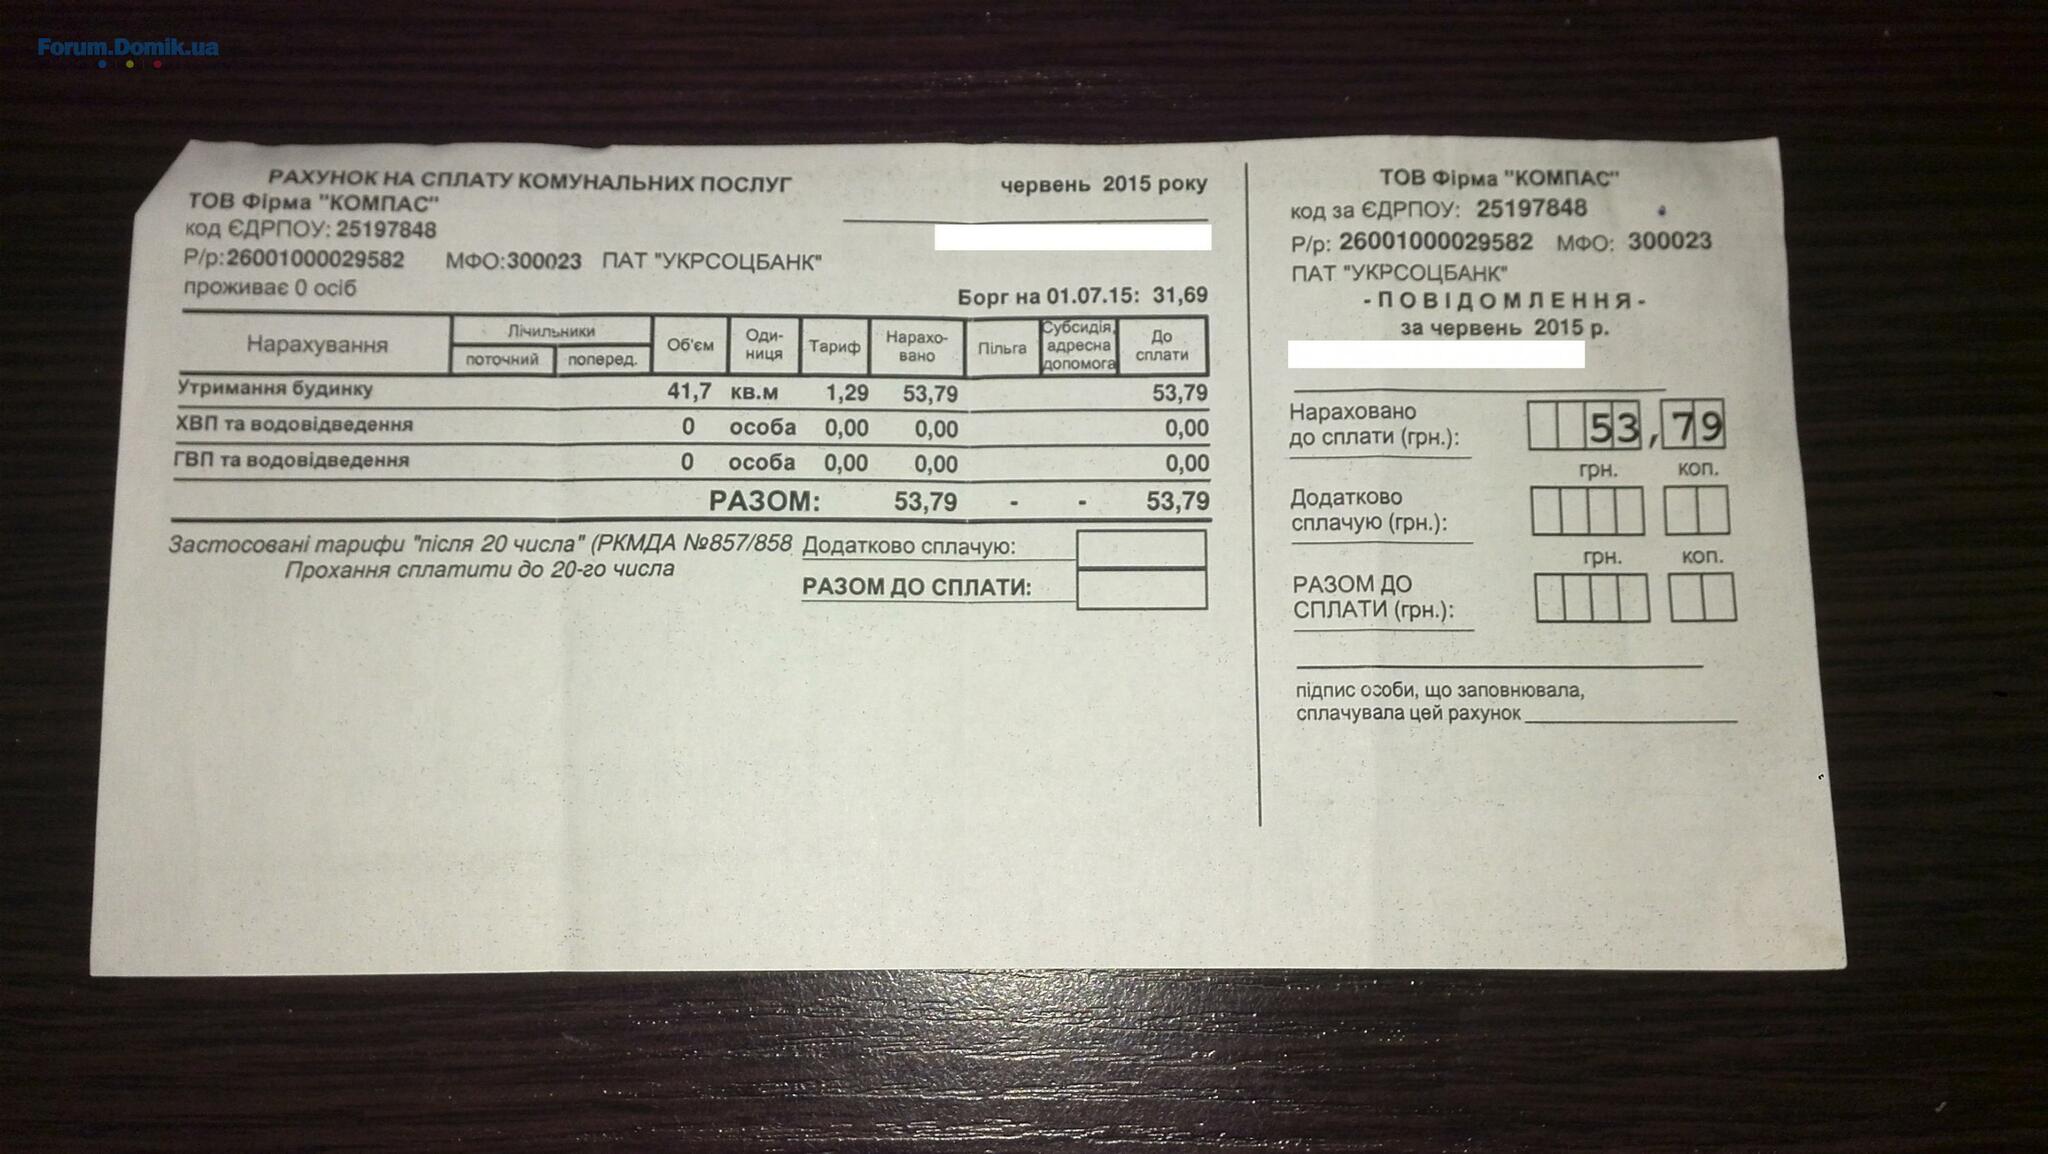 Forum.Domik.ua
РАХУНОК НА СПЛАТУ КОМУНАЛЬНИХ ПОСЛУГ
червень 2015 року
ТОВ Фірма "КОМПАС"
код ЄДРПОУ: 25197848
Р/р:26001000029582 МФО:300023 ПАТ "УКРСОЦБАНК"
проживає 0 осіб
Борг на 01.07.15: 31,69
Нарахування Лічильники поточний поперед. Об'єм Оди-ниця Тариф Нарахо-вано Пільга Субсидія, адресна допомога До сплати
Утримання будинку 41,7 кв.м 1,29 53,79 53,79
ХВП та водовідведення 0 особа 0,00 0,00 0,00
ГВП та водовідведення 0 особа 0,00 0,00 0,00
РАЗОМ: 53,79 - - 53,79
Застосовані тарифи "після 20 числа" (РКМДА №857/858
Прохання сплатити до 20-го числа
Додатково сплачую:
РАЗОМ ДО СПЛАТИ:
ТОВ Фірма "КОМПАС"
код за ЄДРПОУ: 25197848
Р/р: 26001000029582 МФО: 300023
ПАТ "УКРСОЦБАНК"
- П О В І Д О М Л Е Н Н Я -
за червень 2015 р.
Нараховано
до сплати (грн.): 53,79
грн. коп.
Додатково
сплачую (грн.):
грн. коп.
РАЗОМ ДО
СПЛАТИ (грн.):
підпис особи, що заповнювала,
сплачувала цей рахунок